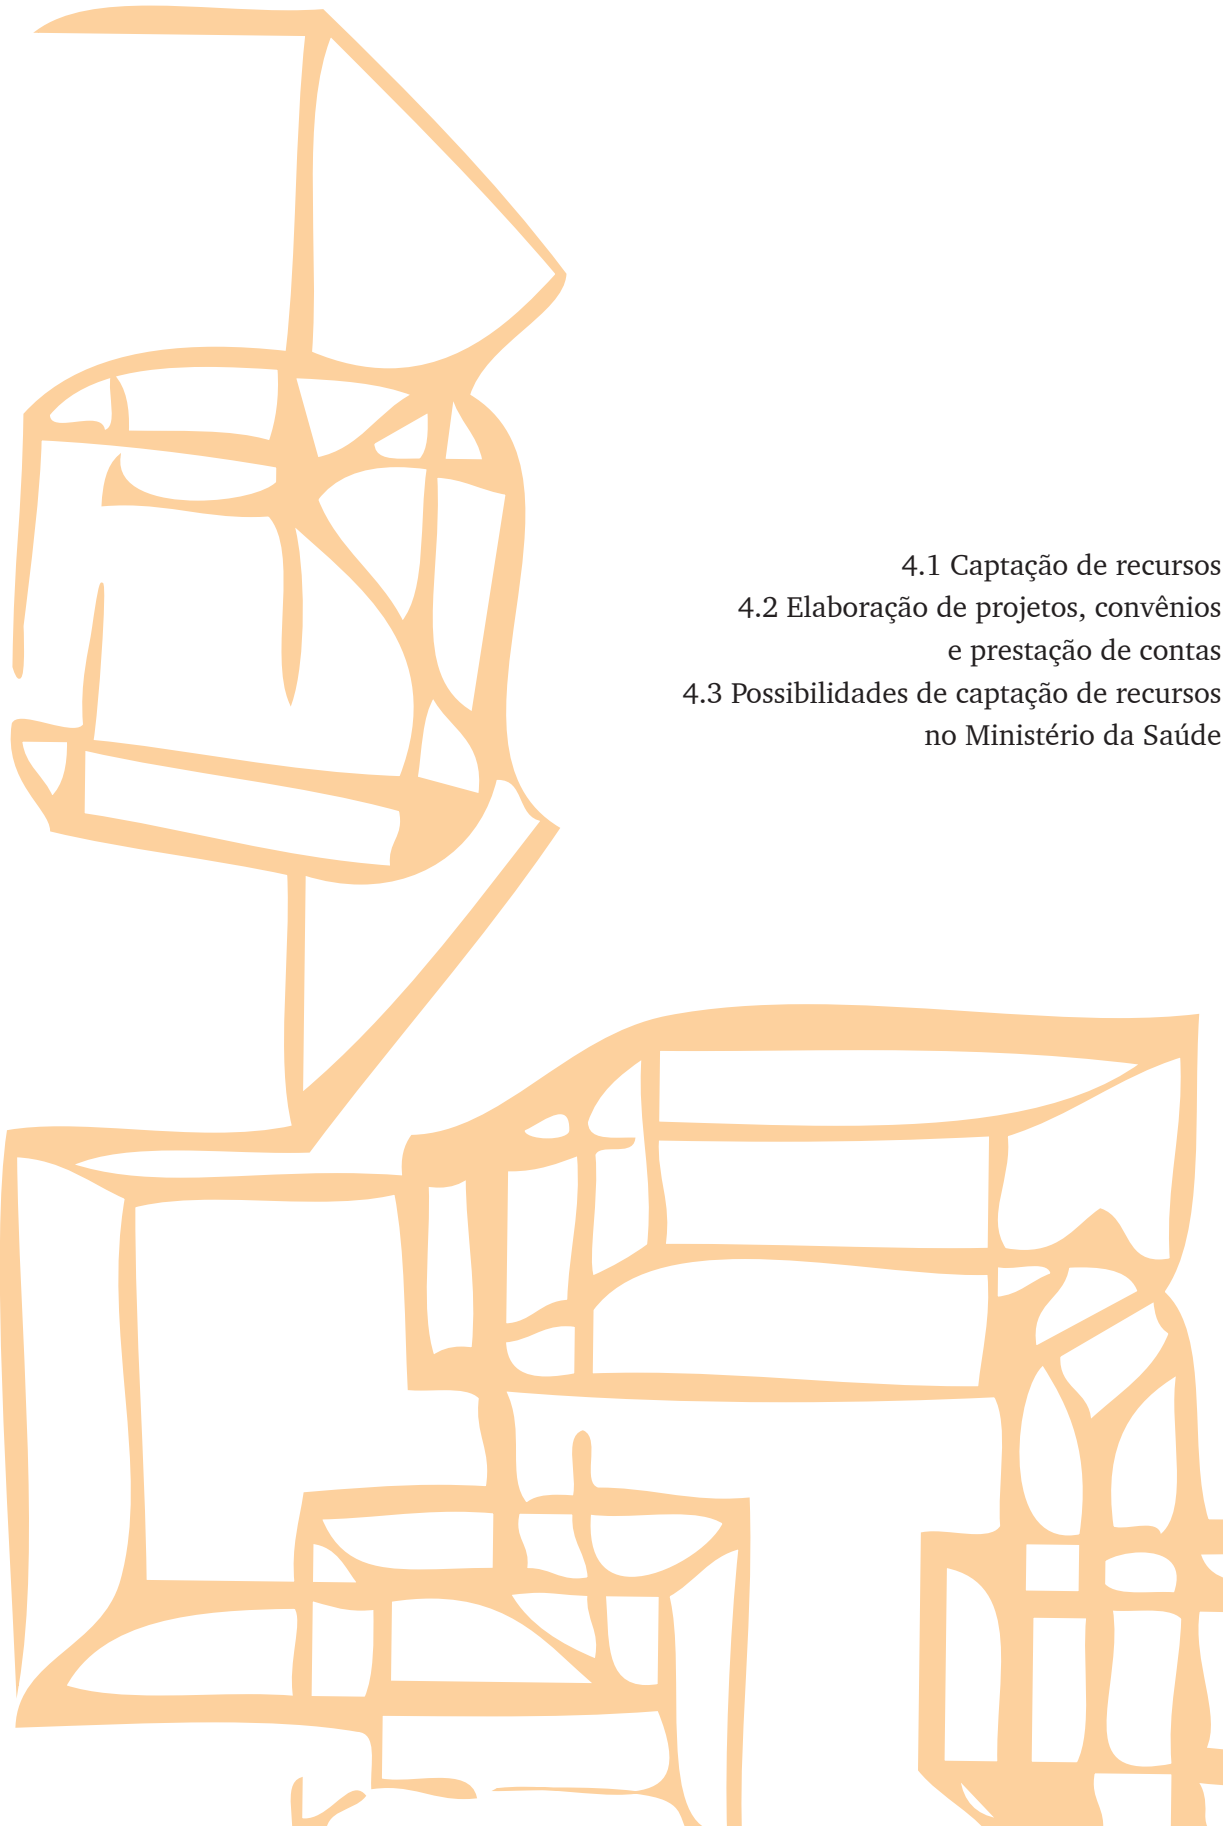 4.1 Captação de recursos
4.2 Elaboração de projetos, convênios
e prestação de contas
4.3 Possibilidades de captação de recursos
no Ministério da Saúde